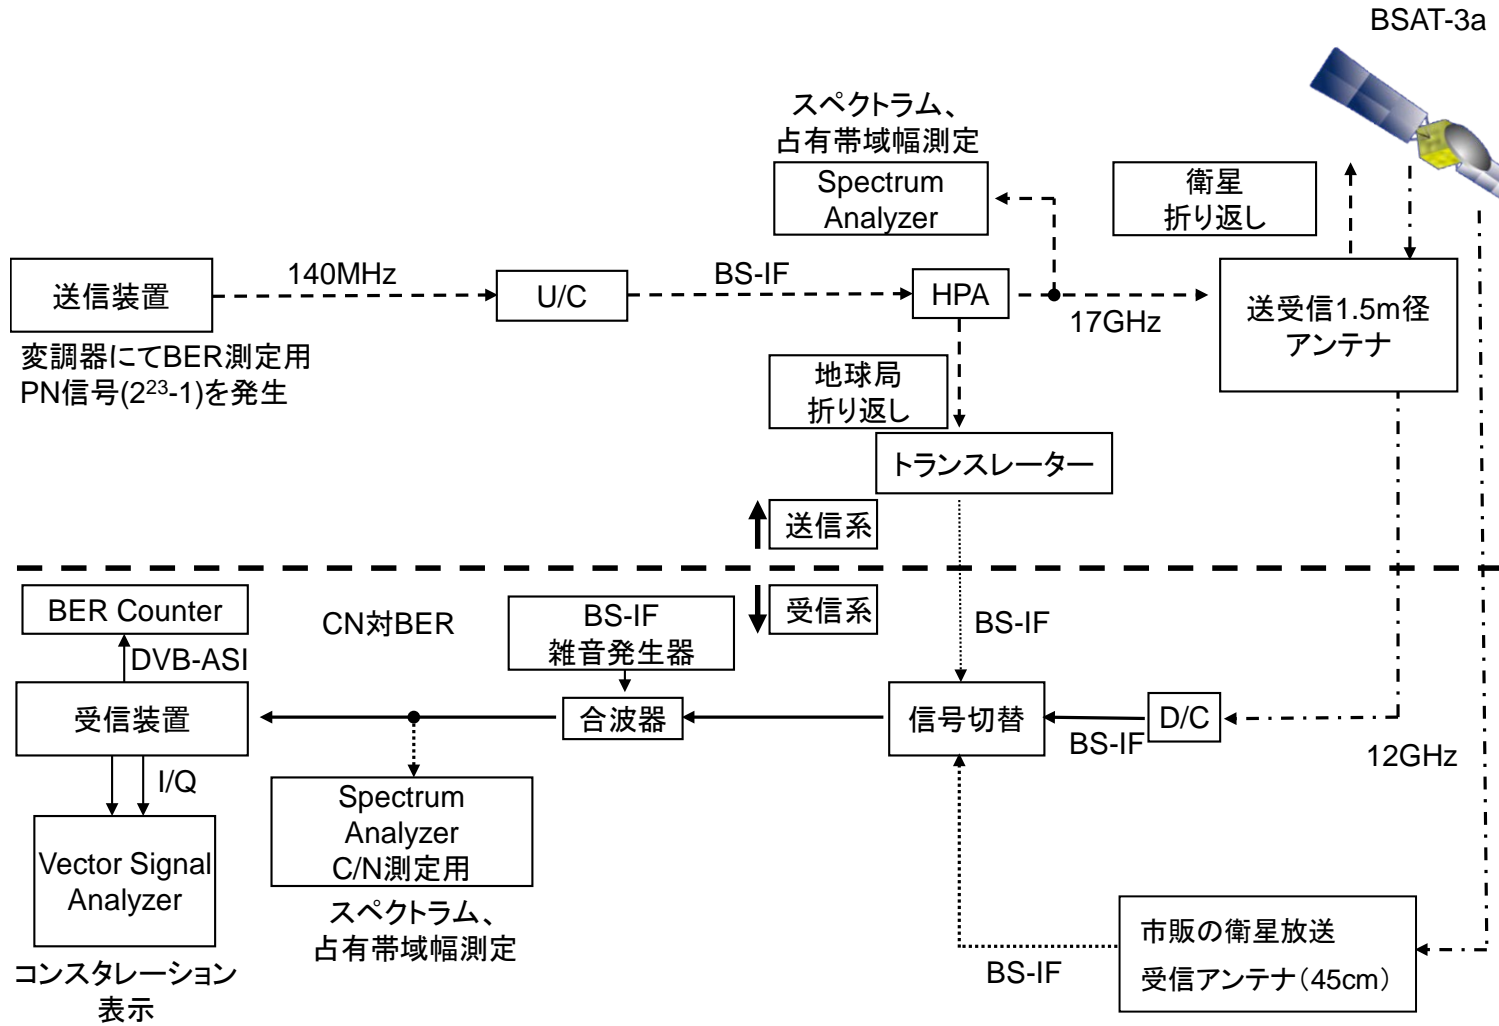 BSAT-3a
スペクトラム、
占有帯域幅測定
Spectrum
Analyzer
衛星
折り返し
送信装置
140MHz
U/C
BS-IF
HPA
17GHz
送受信1.5m径
アンテナ
変調器にてBER測定用
PN信号(2²³-1)を発生
地球局
折り返し
トランスレーター
送信系
BER Counter
CN対BER
BS-IF
雑音発生器
受信系
BS-IF
DVB-ASI
受信装置
合波器
信号切替
D/C
BS-IF
12GHz
I/Q
Spectrum
Analyzer
C/N測定用
Vector Signal
Analyzer
スペクトラム、
占有帯域幅測定
コンスタレーション
表示
BS-IF
市販の衛星放送
受信アンテナ（45cm）